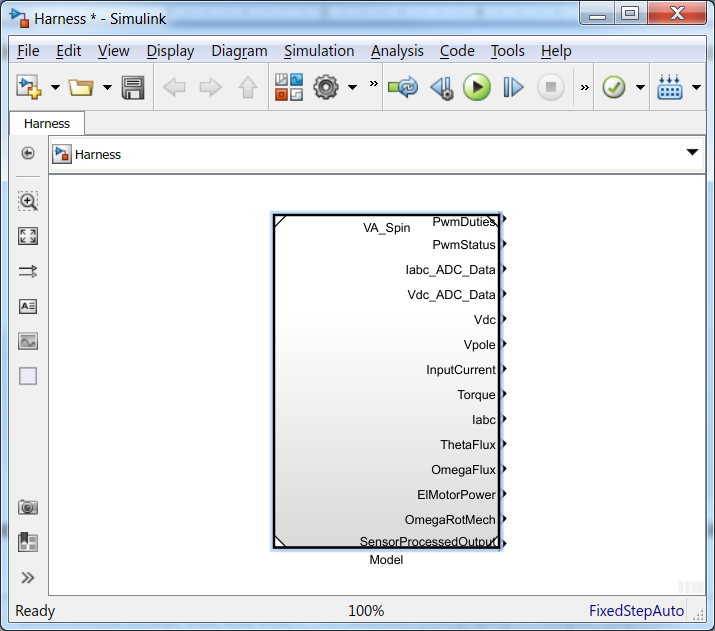 Harness * - Simulink
File Edit View Display Diagram Simulation Analysis Code Tools Help
Harness
Harness
VA_Spin
PwmDuties
PwmStatus
Iabc_ADC_Data
Vdc_ADC_Data
Vdc
Vpole
InputCurrent
Torque
Iabc
ThetaFlux
OmegaFlux
ElMotorPower
OmegaRotMech
SensorProcessedOutput
Model
Ready 100% FixedStepAuto